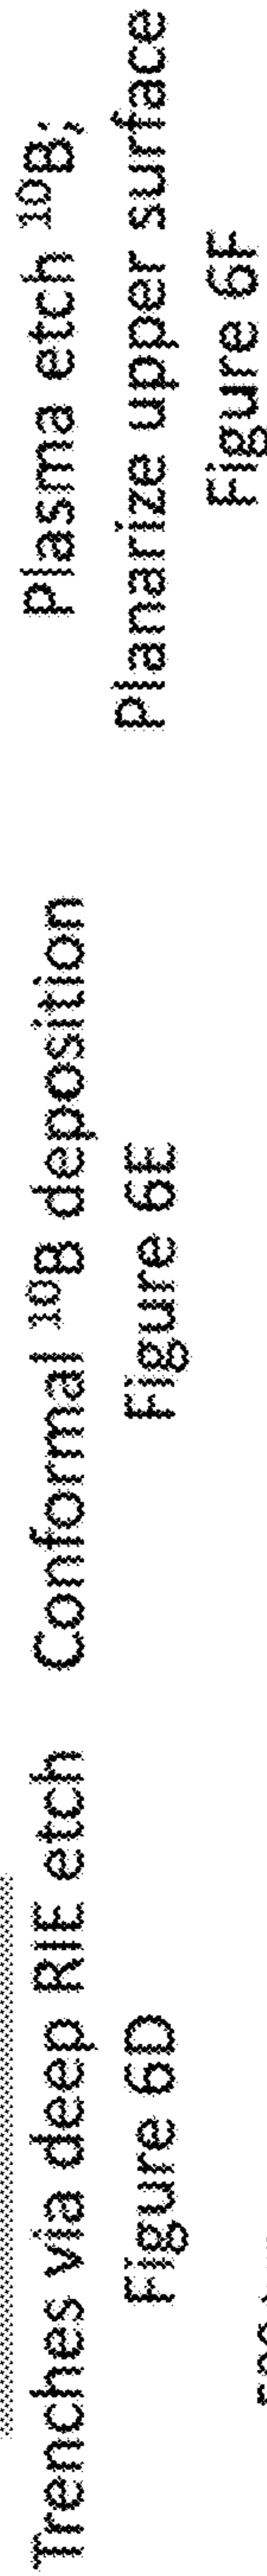 Trenches via deep RIE etch
Figure 6D
Conformal ¹⁰B deposition
Figure 6E
Plasma etch ¹⁰B;
planarize upper surface
Figure 6F